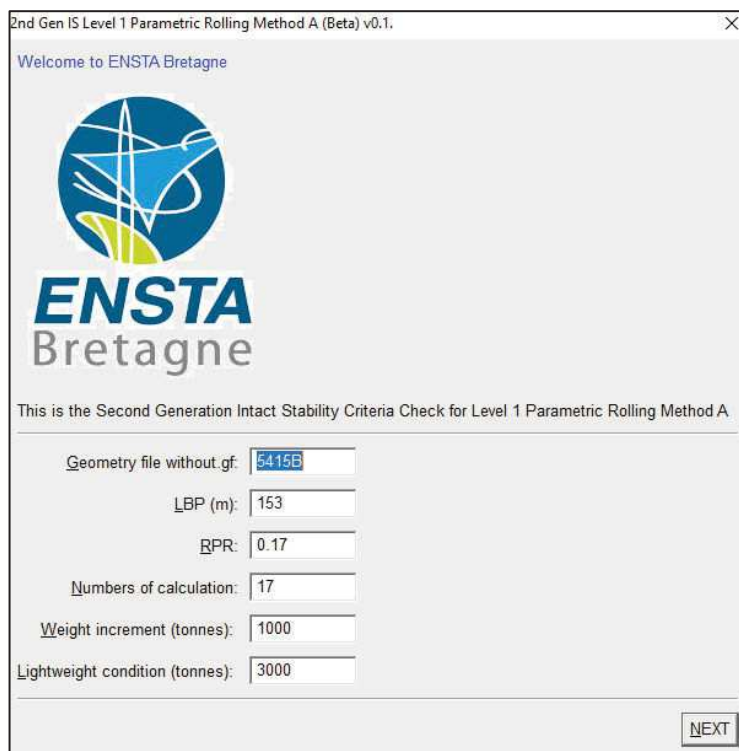 2nd Gen IS Level 1 Parametric Rolling Method A (Beta) v0.1.
Welcome to ENSTA Bretagne
ENSTA
Bretagne
This is the Second Generation Intact Stability Criteria Check for Level 1 Parametric Rolling Method A
Geometry file without.gf: 5415B
LBP (m): 153
RPR: 0.17
Numbers of calculation: 17
Weight increment (tonnes): 1000
Lightweight condition (tonnes): 3000
NEXT